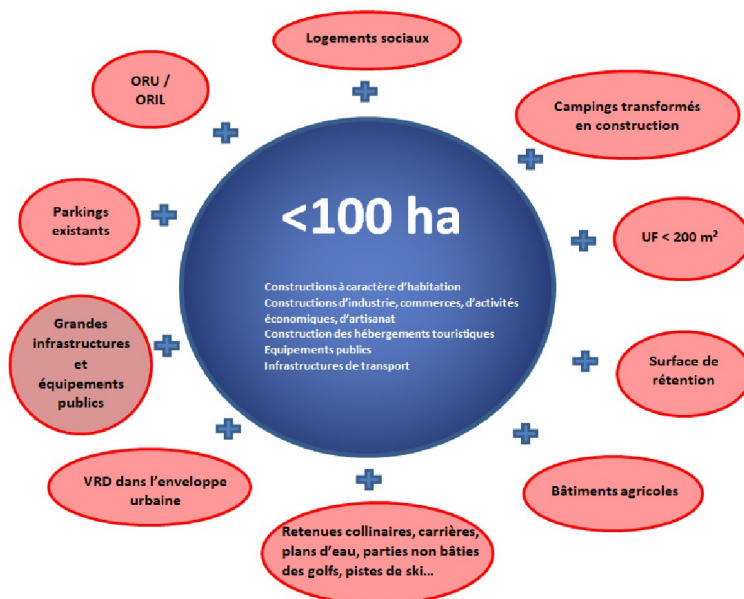 Logements sociaux
ORU /
ORIL
Campings transformés
en construction
Parkings
existants
<100 ha
UF < 200 m²
Constructions à caractère d'habitation
Constructions d'industrie, commerces, d'activités
économiques, d'artisanat
Construction des hébergements touristiques
Equipements publics
Infrastructures de transport
Grandes
infrastructures
et
équipements
publics
Surface de
rétention
VRD dans l'enveloppe
urbaine
Bâtiments agricoles
Retenues collinaires, carrières,
plans d'eau, parties non bâties
des golfs, pistes de ski...